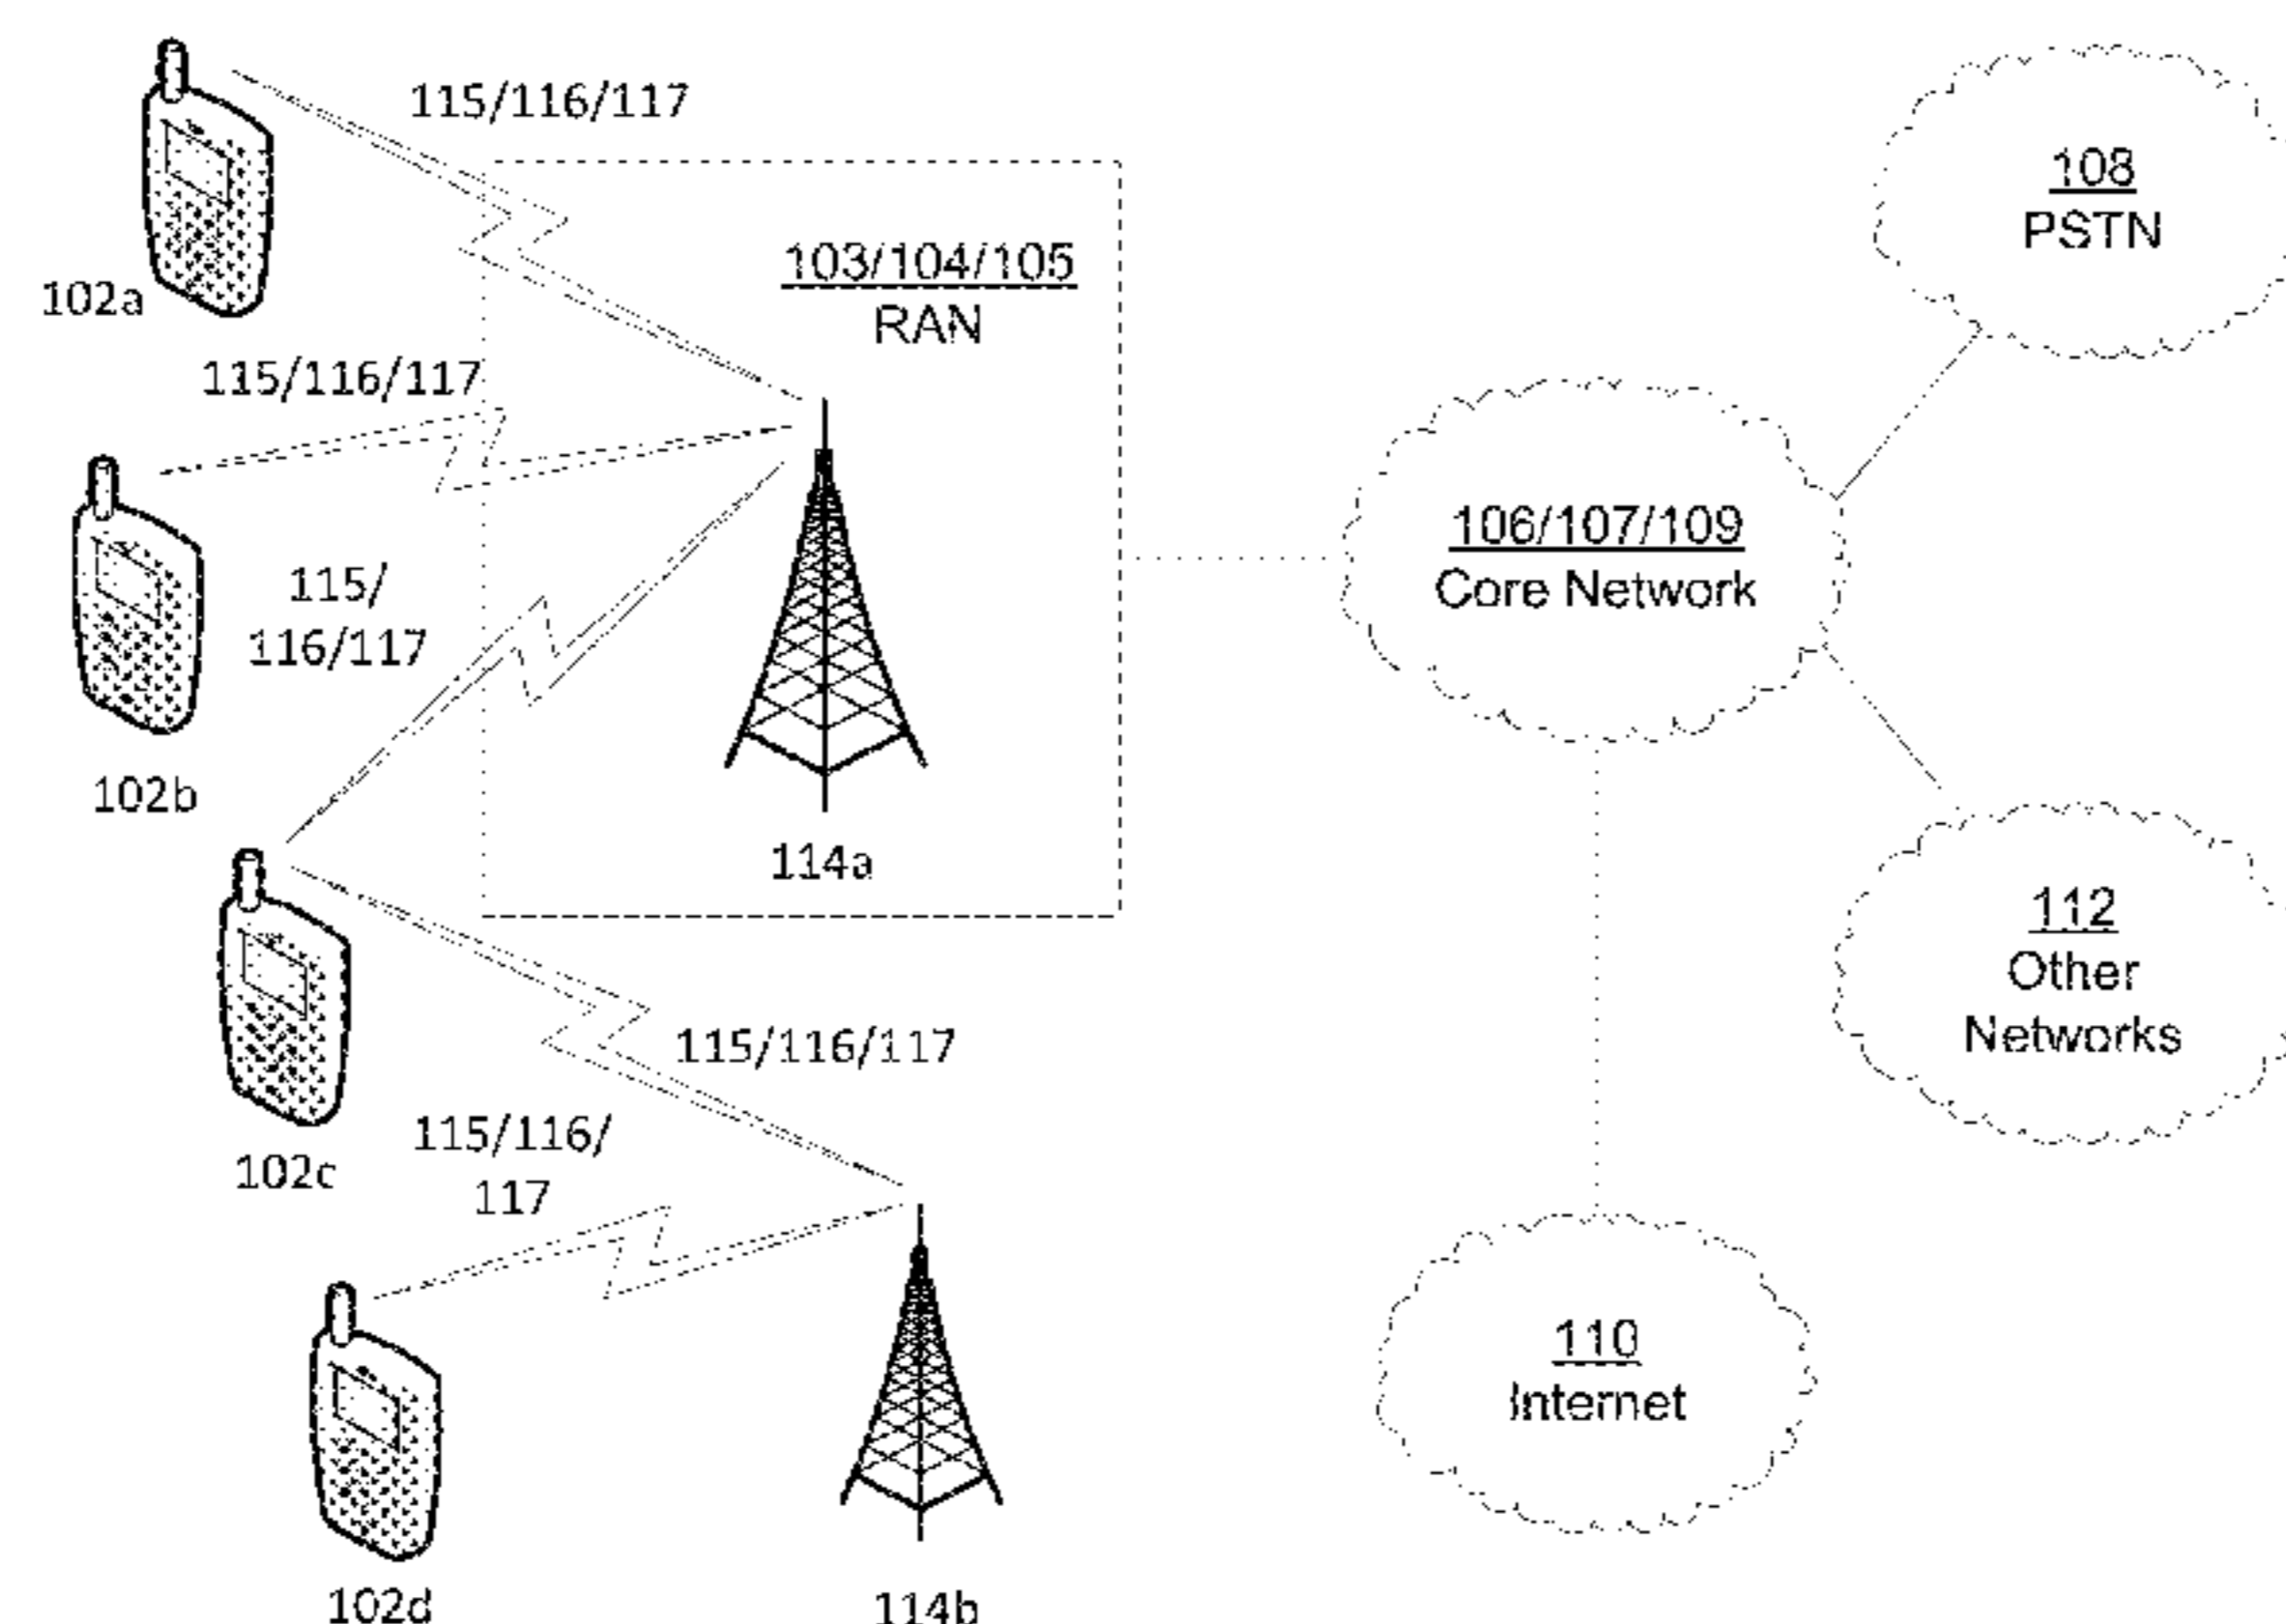 115/116/117
108
PSTN
103/104/105
RAN
102a
115/116/117
106/107/109
Core Network
115/
116/117
102b
114a
112
Other
Networks
115/116/117
115/116/
117
102c
110
Internet
102d
114b